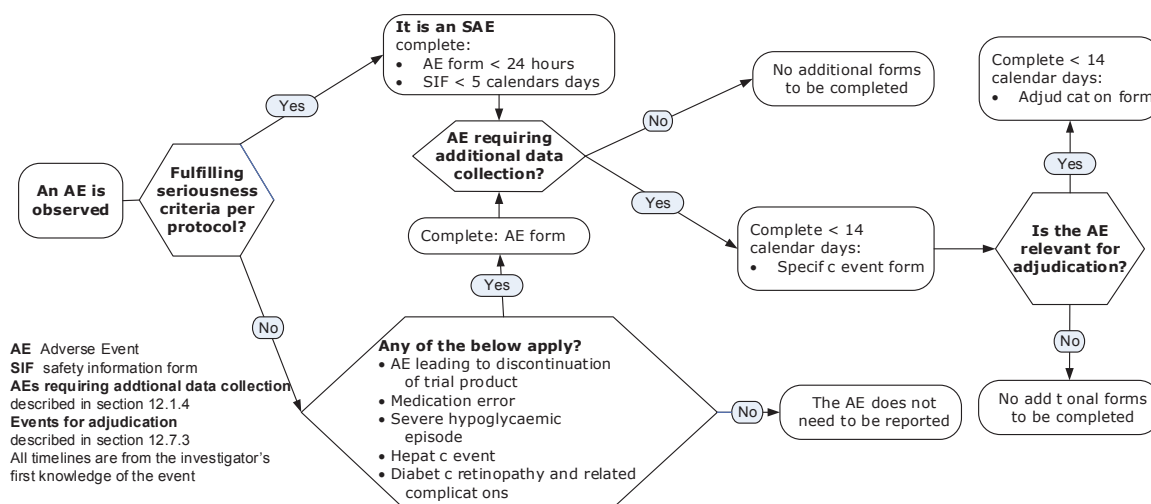 An AE is
observed
Fulfilling
seriousness
criteria per
protocol?
Yes
It is an SAE
complete:
• AE form < 24 hours
• SIF < 5 calendars days
AE requiring
additional data
collection?
No
No additional forms
to be completed
Yes
Complete < 14
calendar days:
• Specif c event form
Is the AE
relevant for
adjudication?
Yes
Complete < 14
calendar days:
• Adjud cat on form
No
No add t onal forms
to be completed
Complete: AE form
Yes
No
Any of the below apply?
• AE leading to discontinuation
of trial product
• Medication error
• Severe hypoglycaemic
episode
• Hepat c event
• Diabet c retinopathy and related
complicat ons
No
The AE does not
need to be reported
AE Adverse Event
SIF safety information form
AEs requiring addtional data collection
described in section 12.1.4
Events for adjudication
described in section 12.7.3
All timelines are from the investigator's
first knowledge of the event